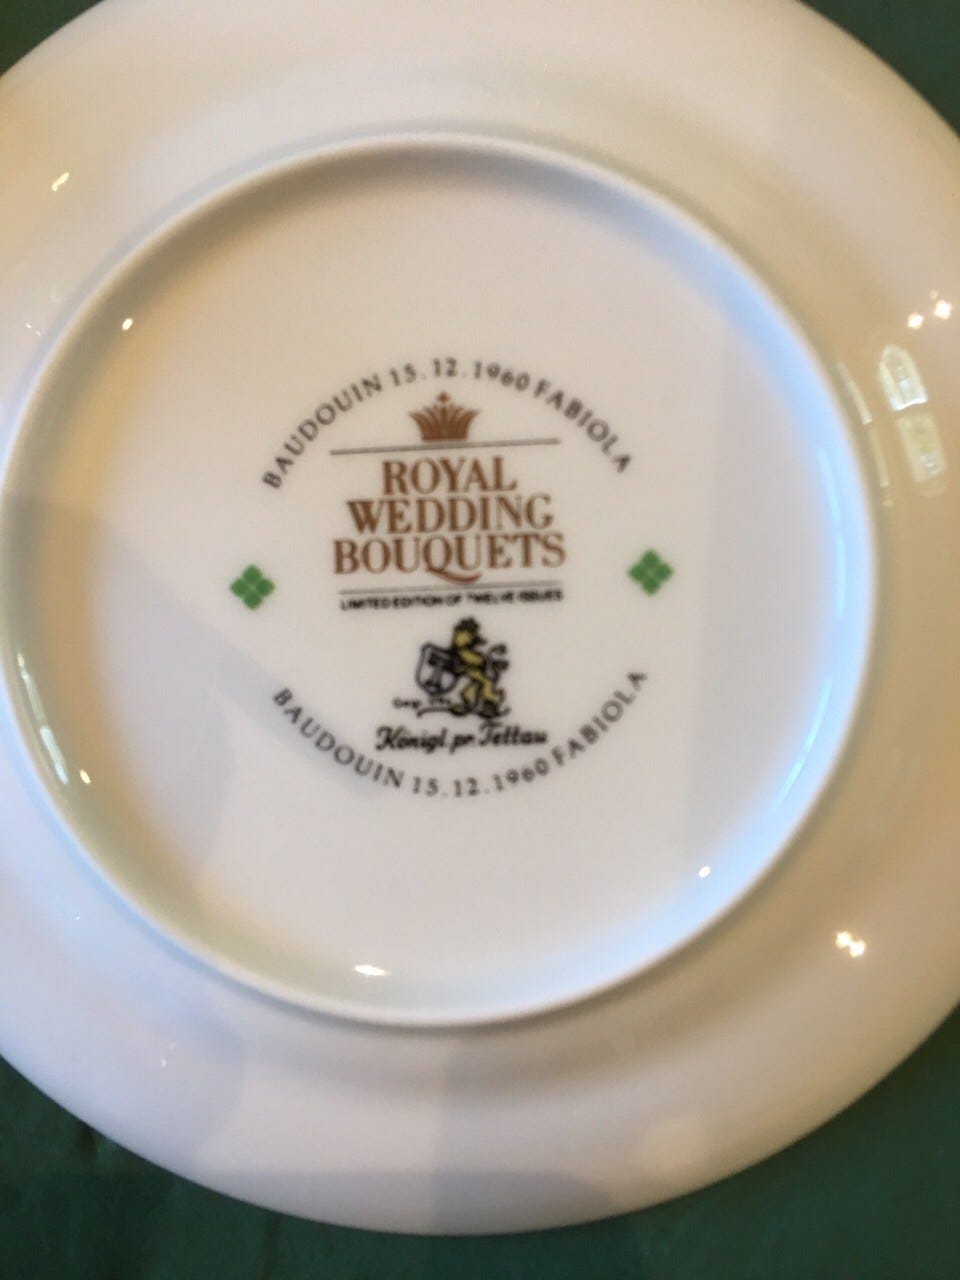 BAUDOUIN 15.12.1960 FABIOLA
ROYAL
WEDDING
BOUQUETS
LIMITED EDITION OF TWELVE ISSUES
Königl.pr.Tettau
BAUDOUIN 15.12.1960 FABIOLA